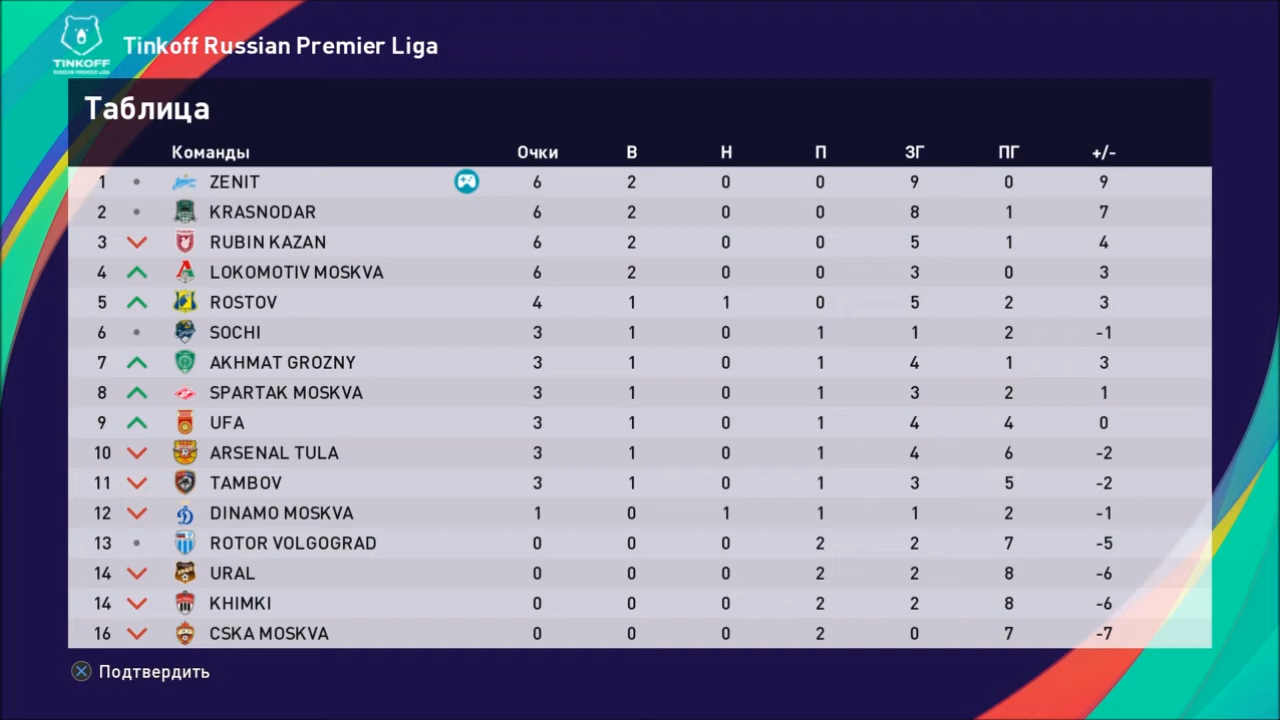 Tinkoff Russian Premier Liga
TINKOFF
RUSSIAN PREMIER LIGA
Таблица
Команды Очки В Н П ЗГ ПГ +/-
1 ZENIT 6 2 0 0 9 0 9
2 KRASNODAR 6 2 0 0 8 1 7
3 RUBIN KAZAN 6 2 0 0 5 1 4
4 LOKOMOTIV MOSKVA 6 2 0 0 3 0 3
5 ROSTOV 4 1 1 0 5 2 3
6 SOCHI 3 1 0 1 1 2 -1
7 AKHMAT GROZNY 3 1 0 1 4 1 3
8 SPARTAK MOSKVA 3 1 0 1 3 2 1
9 UFA 3 1 0 1 4 4 0
10 ARSENAL TULA 3 1 0 1 4 6 -2
11 TAMBOV 3 1 0 1 3 5 -2
12 DINAMO MOSKVA 1 0 1 1 1 2 -1
13 ROTOR VOLGOGRAD 0 0 0 2 2 7 -5
14 URAL 0 0 0 2 2 8 -6
14 KHIMKI 0 0 0 2 2 8 -6
16 CSKA MOSKVA 0 0 0 2 0 7 -7
Подтвердить